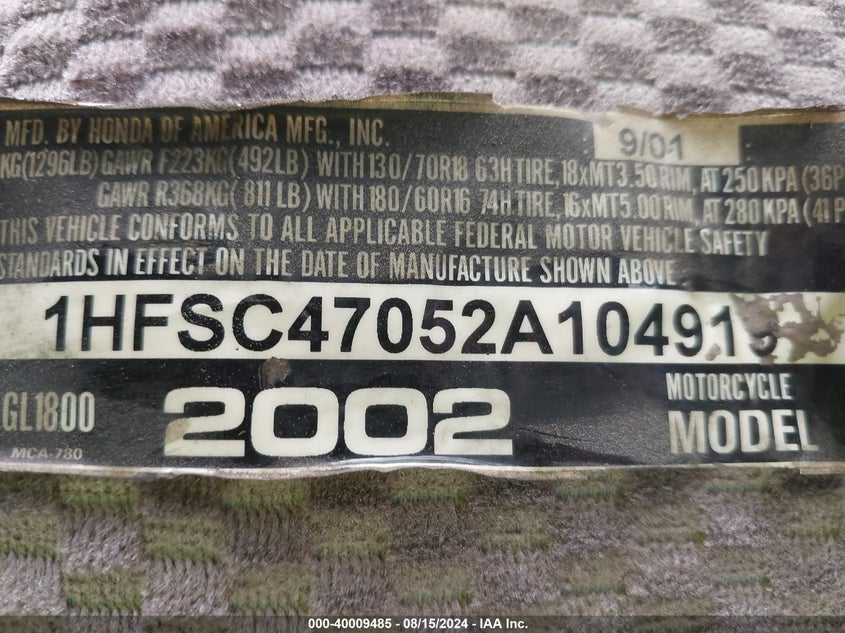 MFD. BY HONDA OF AMERICA MFG., INC. 9/01
KG(1296LB) GAWR F223KG(492LB) WITH 130/70R18 63H TIRE, 18xMT3.50 RIM, AT 250 KPA (36P
GAWR R368KG( 811 LB) WITH 180/60R16 74H TIRE, 16xMT5.00 RIM, AT 280 KPA (41 P
THIS VEHICLE CONFORMS TO ALL APPLICABLE FEDERAL MOTOR VEHICLE SAFETY
STANDARDS IN EFFECT ON THE DATE OF MANUFACTURE SHOWN ABOVE.
1HFSC47052A104919
GL1800 2002 MOTORCYCLE
MCA-780 MODEL
000-40009485 - 08/15/2024 - IAA Inc.